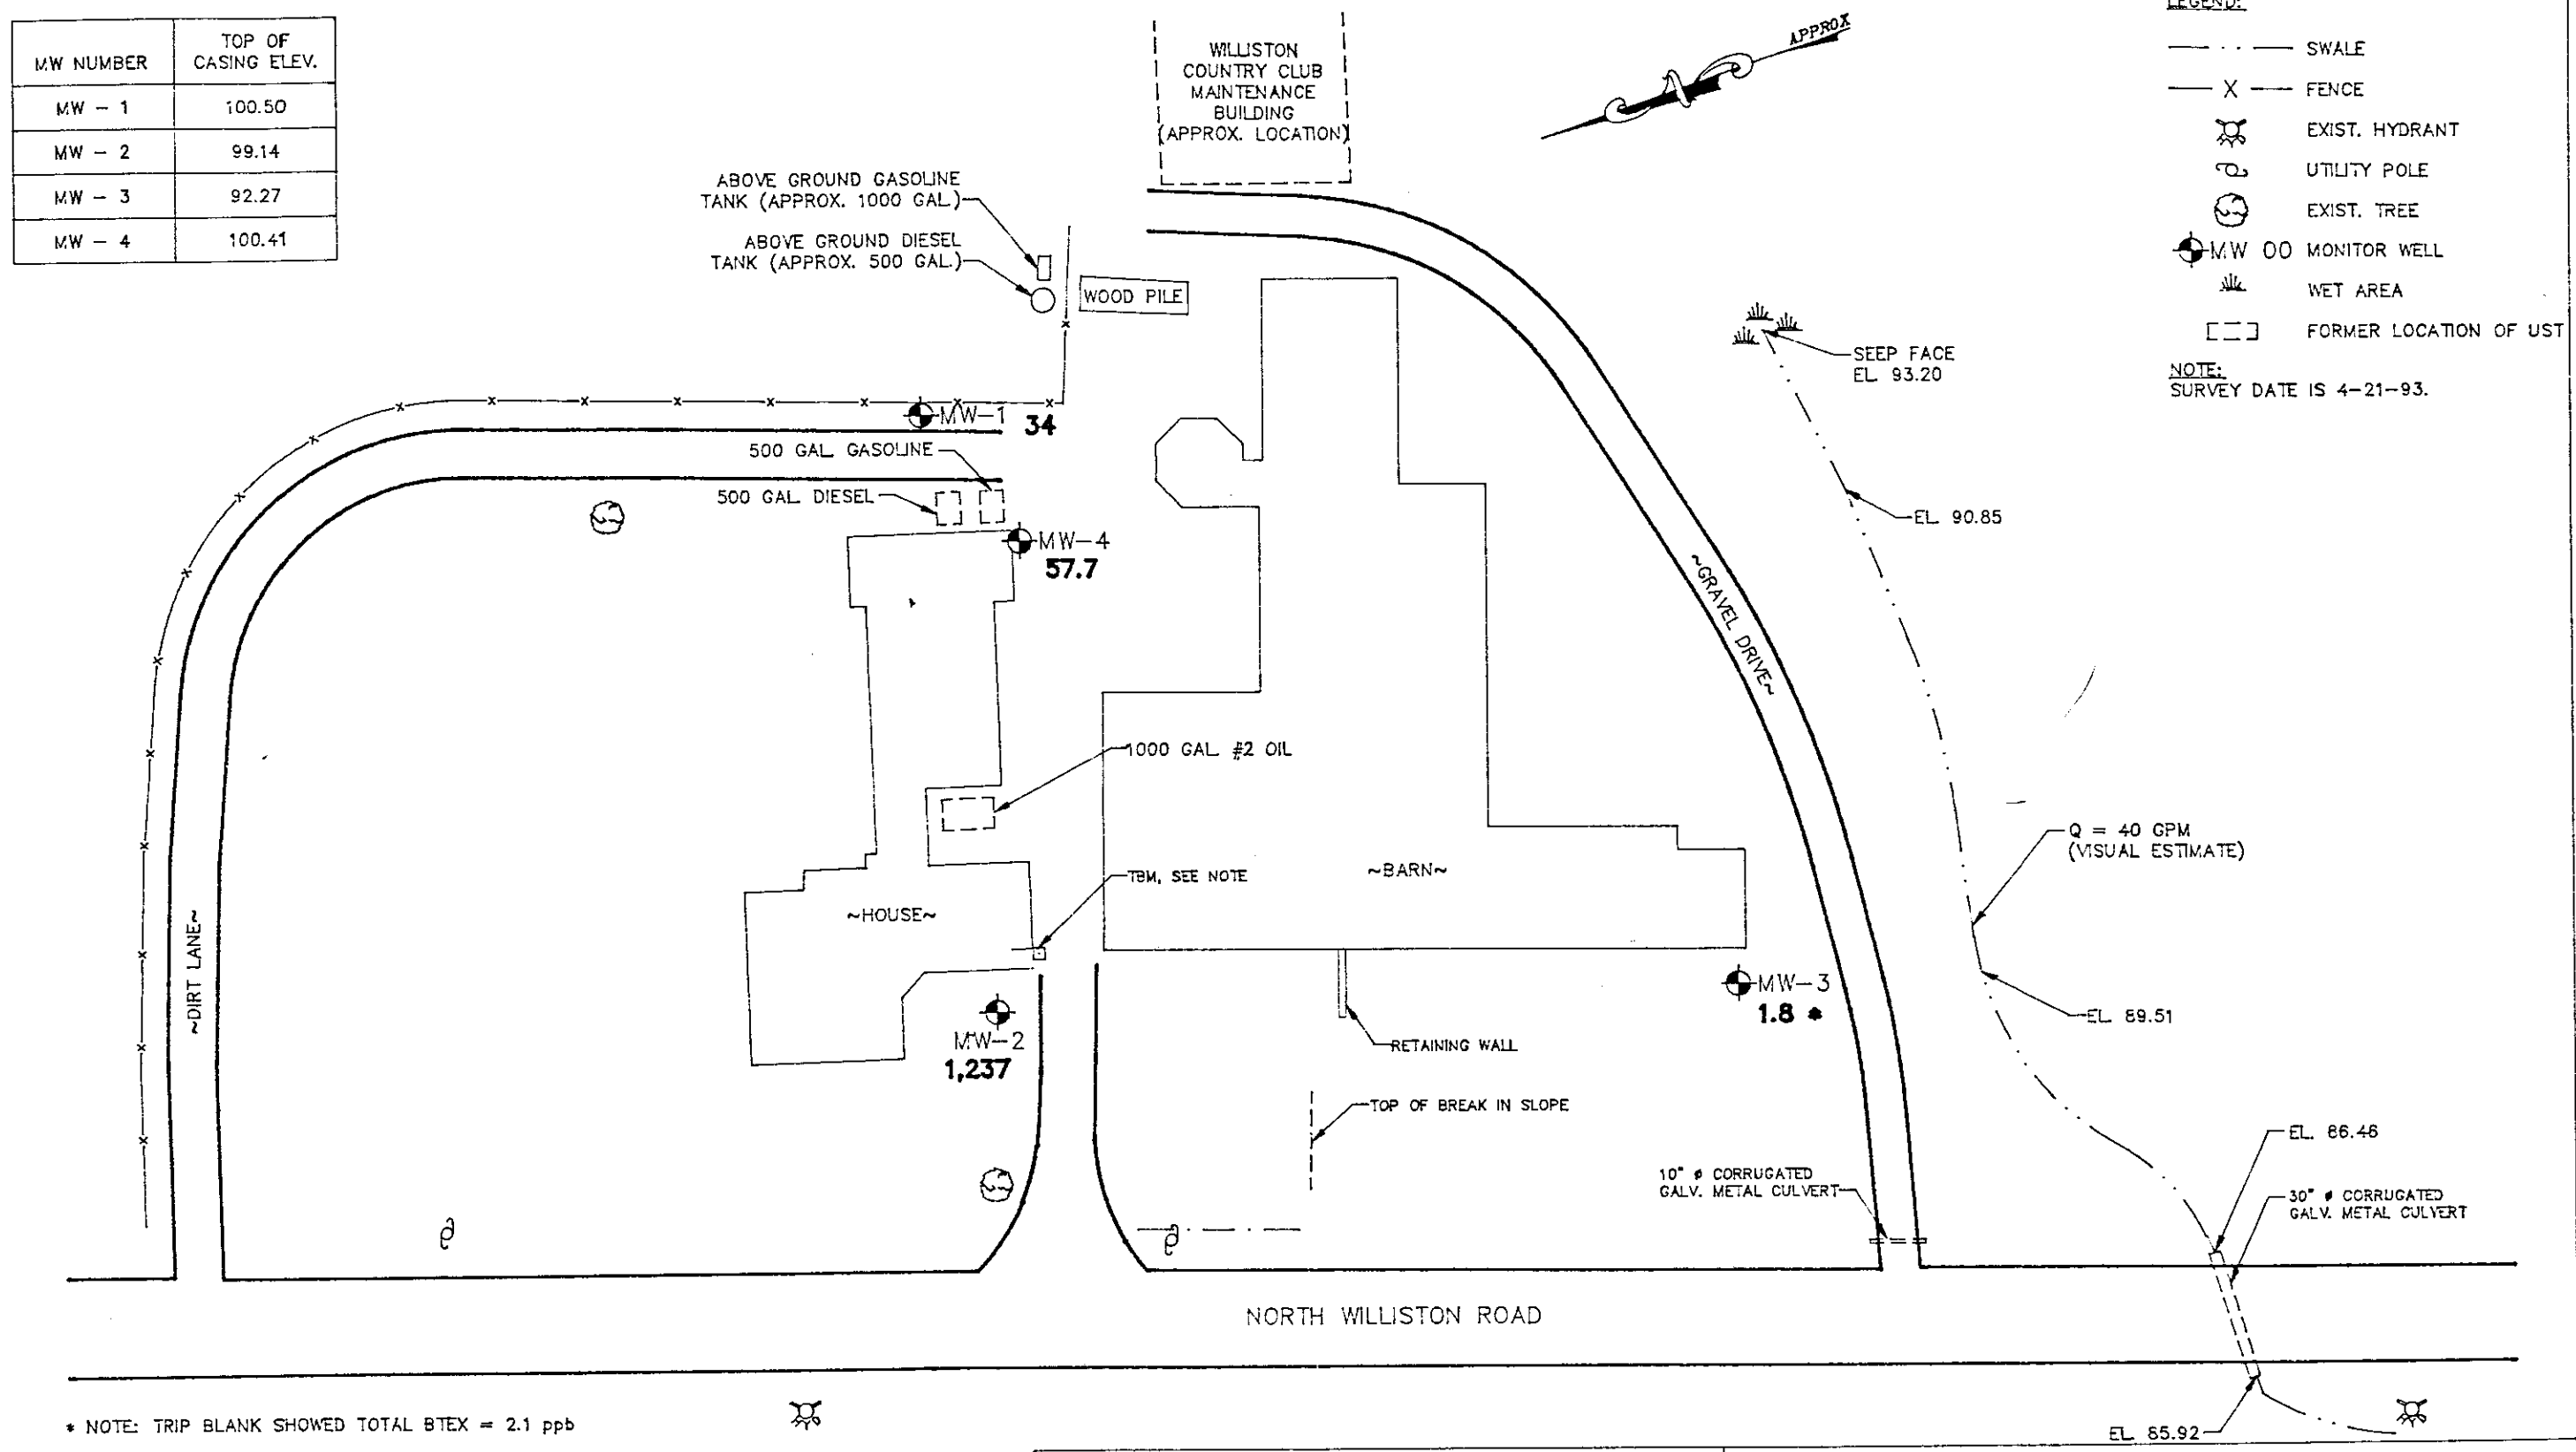 MW NUMBER TOP OF CASING ELEV.
MW - 1 100.50
MW - 2 99.14
MW - 3 92.27
MW - 4 100.41
WILLISTON
COUNTRY CLUB
MAINTENANCE
BUILDING
(APPROX. LOCATION)
APPROX
LEGEND:
SWALE
X FENCE
EXIST. HYDRANT
UTILITY POLE
EXIST. TREE
MW 00 MONITOR WELL
WET AREA
FORMER LOCATION OF UST
NOTE:
SURVEY DATE IS 4-21-93.
ABOVE GROUND GASOLINE
TANK (APPROX. 1000 GAL.)
ABOVE GROUND DIESEL
TANK (APPROX. 500 GAL.)
WOOD PILE
SEEP FACE
EL. 93.20
MW-1
34
500 GAL. GASOLINE
500 GAL. DIESEL
MW-4
57.7
EL. 90.85
~GRAVEL DRIVE~
1000 GAL. #2 OIL
TBM, SEE NOTE
~BARN~
~HOUSE~
~DIRT LANE~
Q = 40 GPM
(VISUAL ESTIMATE)
MW-3
1.8 *
EL. 89.51
MW-2
1,237
RETAINING WALL
TOP OF BREAK IN SLOPE
10" ø CORRUGATED
GALV. METAL CULVERT
EL. 86.46
30" ø CORRUGATED
GALV. METAL CULVERT
NORTH WILLISTON ROAD
* NOTE: TRIP BLANK SHOWED TOTAL BTEX = 2.1 ppb
EL. 85.92